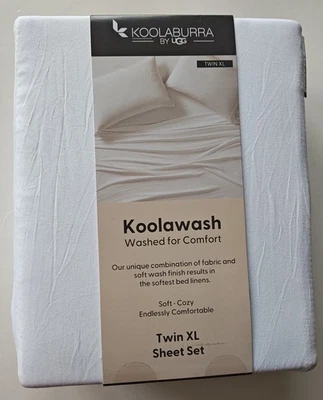 KOOLABURRA
BY UGG
TWIN XL
Koolawash
Washed for Comfort
Our unique combination of fabric and
soft wash finish results in
the softest bed linens.
Soft - Cozy
Endlessly Comfortable
Twin XL
Sheet Set